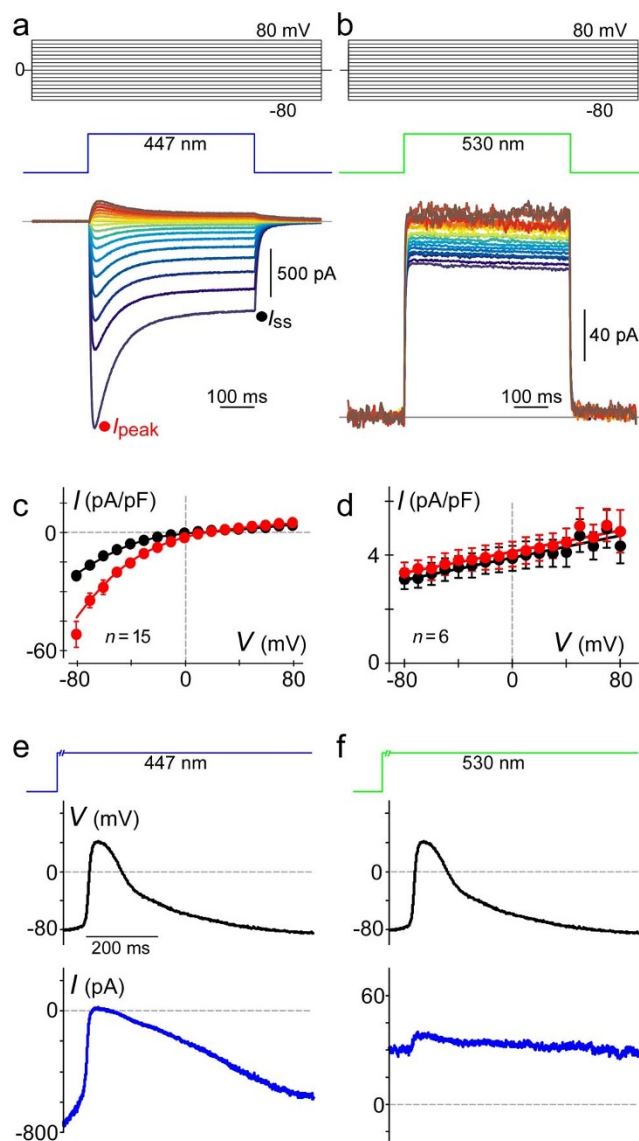 a
80 mV
0
-80
447 nm
500 pA
Iss
100 ms
Ipeak
b
80 mV
-80
530 nm
40 pA
100 ms
c
I (pA/pF)
0
-60
n = 15
V (mV)
-80
0
80
d
I (pA/pF)
4
0
n = 6
V (mV)
-80
0
80
e
447 nm
V (mV)
0
-80
200 ms
I (pA)
0
-800
f
530 nm
0
-80
60
0